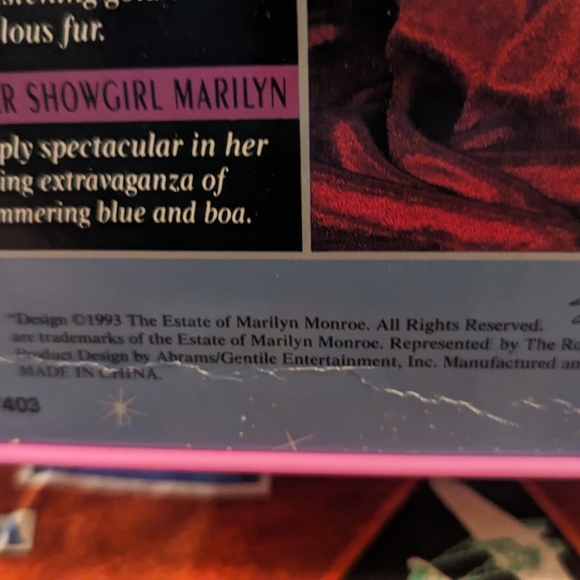 lous fur.
R SHOWGIRL MARILYN
ply spectacular in her
ing extravaganza of
mmering blue and boa.
™Design ©1993 The Estate of Marilyn Monroe. All Rights Reserved.
are trademarks of the Estate of Marilyn Monroe. Represented by The Ro
Product Design by Abrams/Gentile Entertainment, Inc. Manufactured an
MADE IN CHINA.
403